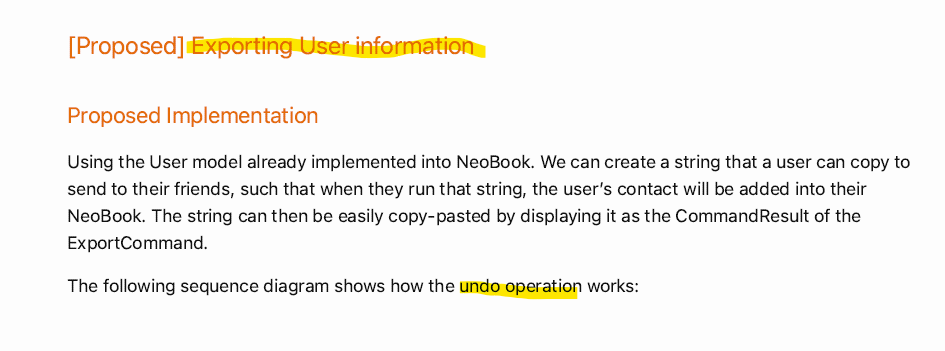 [Proposed] Exporting User information
Proposed Implementation
Using the User model already implemented into NeoBook. We can create a string that a user can copy to
send to their friends, such that when they run that string, the user’s contact will be added into their
NeoBook. The string can then be easily copy-pasted by displaying it as the CommandResult of the
ExportCommand.
The following sequence diagram shows how the undo operation works: